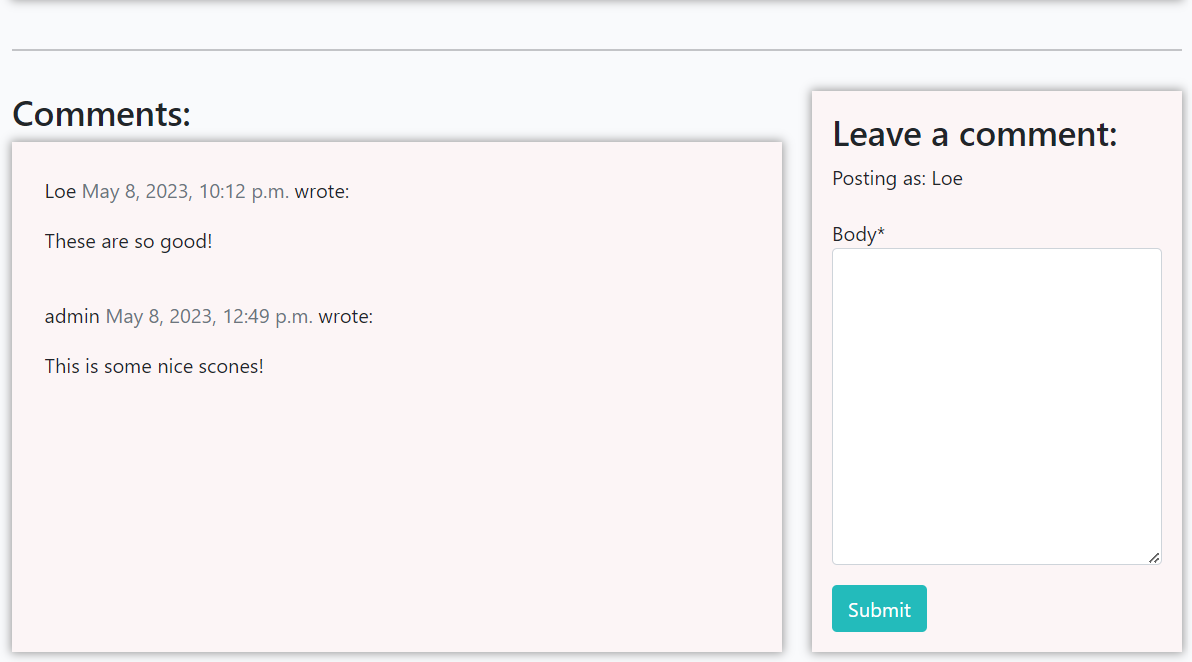 Comments:
Loe May 8, 2023, 10:12 p.m. wrote:
These are so good!
admin May 8, 2023, 12:49 p.m. wrote:
This is some nice scones!
Leave a comment:
Posting as: Loe
Body*
Submit